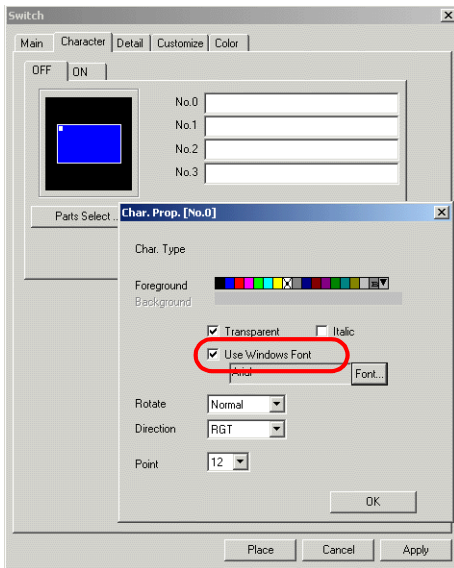 Switch
Main Character Detail Customize Color
OFF ON
No.0
No.1
No.2
No.3
Parts Select ..
Char. Prop. [No.0]
Char. Type
Foreground
Background
Transparent Italic
Use Windows Font
Arial Font...
Rotate Normal
Direction RGT
Point 12
OK
Place Cancel Apply